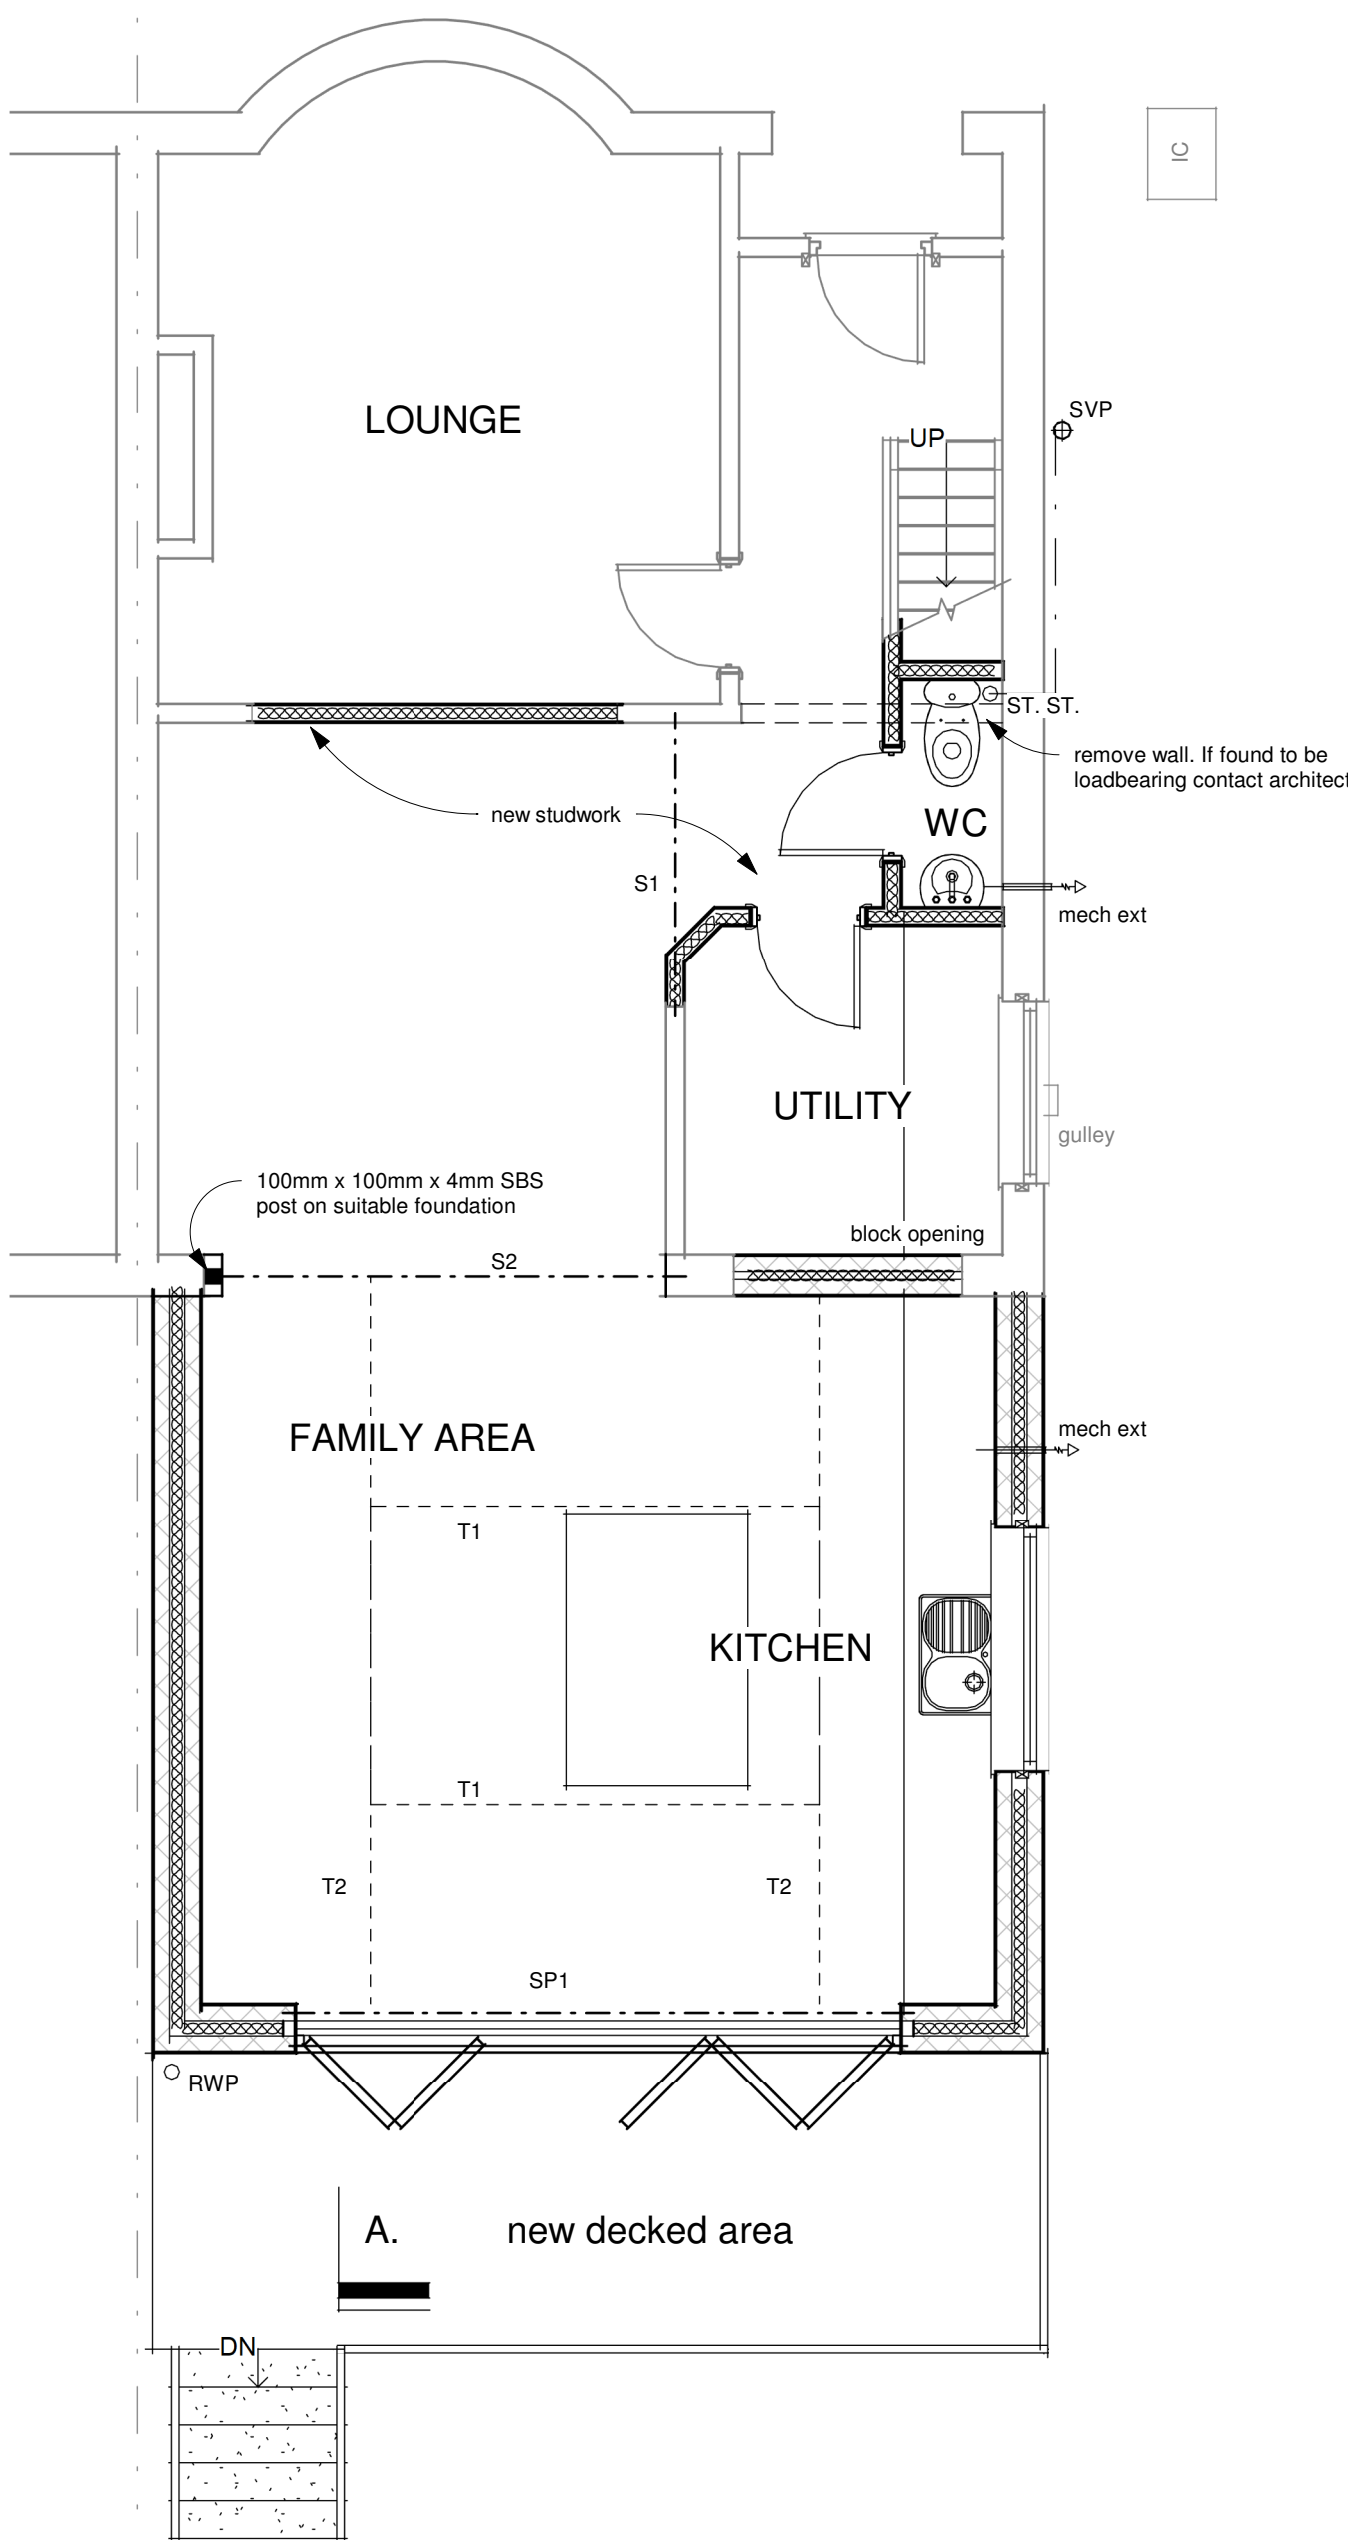 IC
LOUNGE
SVP
UP
ST. ST.
remove wall. If found to be
loadbearing contact architect
new studwork
WC
S1
mech ext
UTILITY
gulley
100mm x 100mm x 4mm SBS
post on suitable foundation
block opening
S2
FAMILY AREA
mech ext
T1
KITCHEN
T1
T2
T2
SP1
RWP
A.
new decked area
DN